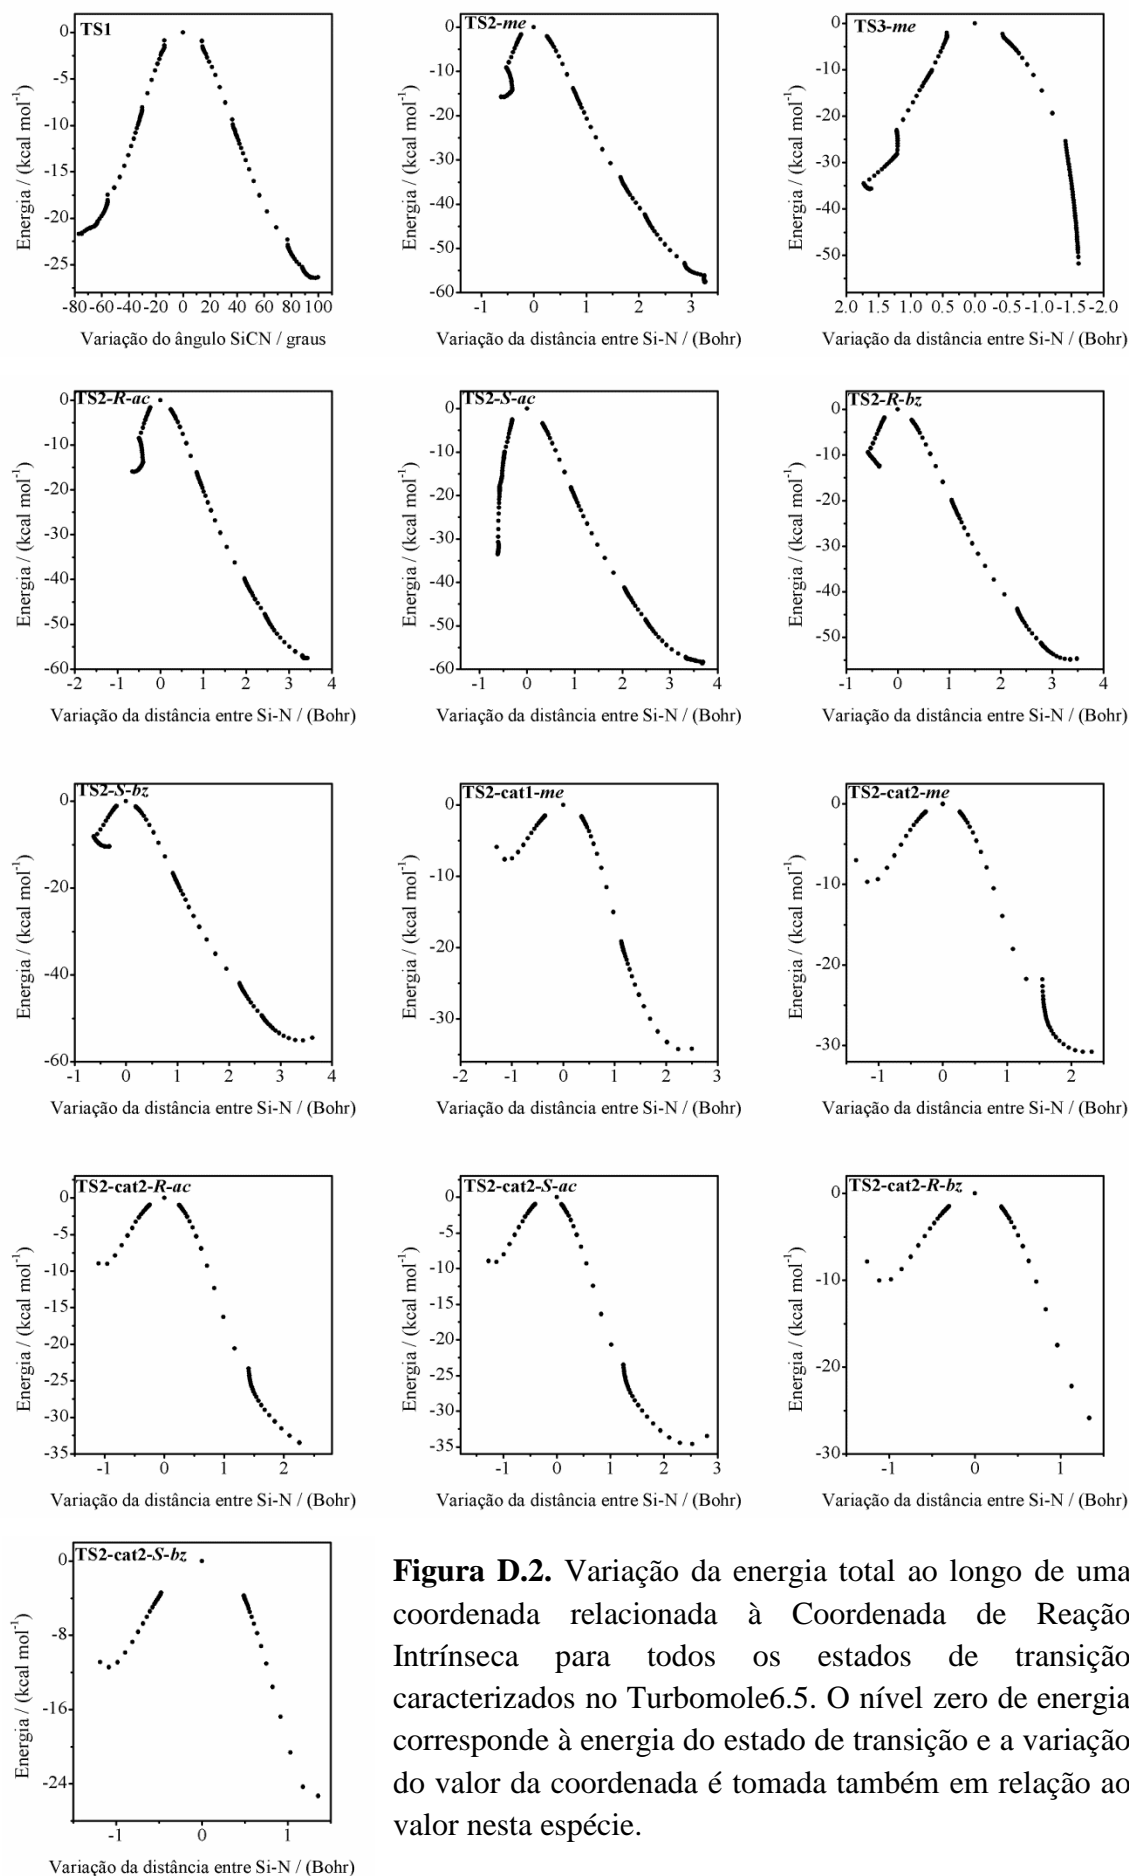 TS1
0
-5
-10
-15
-20
-25
-80 -60 -40 -20 0 20 40 60 80 100
Energia / (kcal mol-1)
Variação do ângulo SiCN / graus
TS2-me
0
-10
-20
-30
-40
-50
-60
-1 0 1 2 3
Energia / (kcal mol-1)
Variação da distância entre Si-N / (Bohr)
TS3-me
0
-10
-20
-30
-40
-50
2.0 1.5 1.0 0.5 0.0 -0.5 -1.0 -1.5 -2.0
Energia / (kcal mol-1)
Variação da distância entre Si-N / (Bohr)
TS2-R-ac
0
-10
-20
-30
-40
-50
-60
-2 -1 0 1 2 3 4
Energia / (kcal mol-1)
Variação da distância entre Si-N / (Bohr)
TS2-S-ac
0
-10
-20
-30
-40
-50
-60
-1 0 1 2 3 4
Energia / (kcal mol-1)
Variação da distância entre Si-N / (Bohr)
TS2-R-bz
0
-10
-20
-30
-40
-50
-1 0 1 2 3 4
Energia / (kcal mol-1)
Variação da distância entre Si-N / (Bohr)
TS2-S-bz
0
-20
-40
-60
-1 0 1 2 3 4
Energia / (kcal mol-1)
Variação da distância entre Si-N / (Bohr)
TS2-cat1-me
0
-10
-20
-30
-2 -1 0 1 2 3
Energia / (kcal mol-1)
Variação da distância entre Si-N / (Bohr)
TS2-cat2-me
0
-10
-20
-30
-1 0 1 2
Energia / (kcal mol-1)
Variação da distância entre Si-N / (Bohr)
TS2-cat2-R-ac
0
-5
-10
-15
-20
-25
-30
-35
-1 0 1 2
Energia / (kcal mol-1)
Variação da distância entre Si-N / (Bohr)
TS2-cat2-S-ac
0
-5
-10
-15
-20
-25
-30
-35
-1 0 1 2 3
Energia / (kcal mol-1)
Variação da distância entre Si-N / (Bohr)
TS2-cat2-R-bz
0
-10
-20
-30
-1 0 1
Energia / (kcal mol-1)
Variação da distância entre Si-N / (Bohr)
TS2-cat2-S-bz
0
-8
-16
-24
-1 0 1
Energia / (kcal mol-1)
Variação da distância entre Si-N / (Bohr)
Figura D.2. Variação da energia total ao longo de uma
coordenada relacionada à Coordenada de Reação
Intrínseca para todos os estados de transição
caracterizados no Turbomole6.5. O nível zero de energia
corresponde à energia do estado de transição e a variação
do valor da coordenada é tomada também em relação ao
valor nesta espécie.